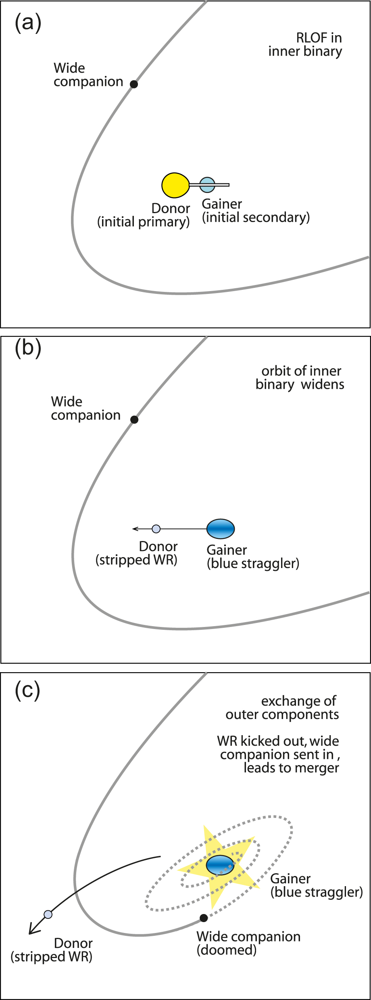 (a)
RLOF in
inner binary
Wide
companion
Donor
(initial primary)
Gainer
(initial secondary)
(b)
orbit of inner
binary widens
Wide
companion
Donor
(stripped WR)
Gainer
(blue straggler)
(c)
exchange of
outer components
WR kicked out, wide
companion sent in ,
leads to merger
Gainer
(blue straggler)
Wide companion
(doomed)
Donor
(stripped WR)